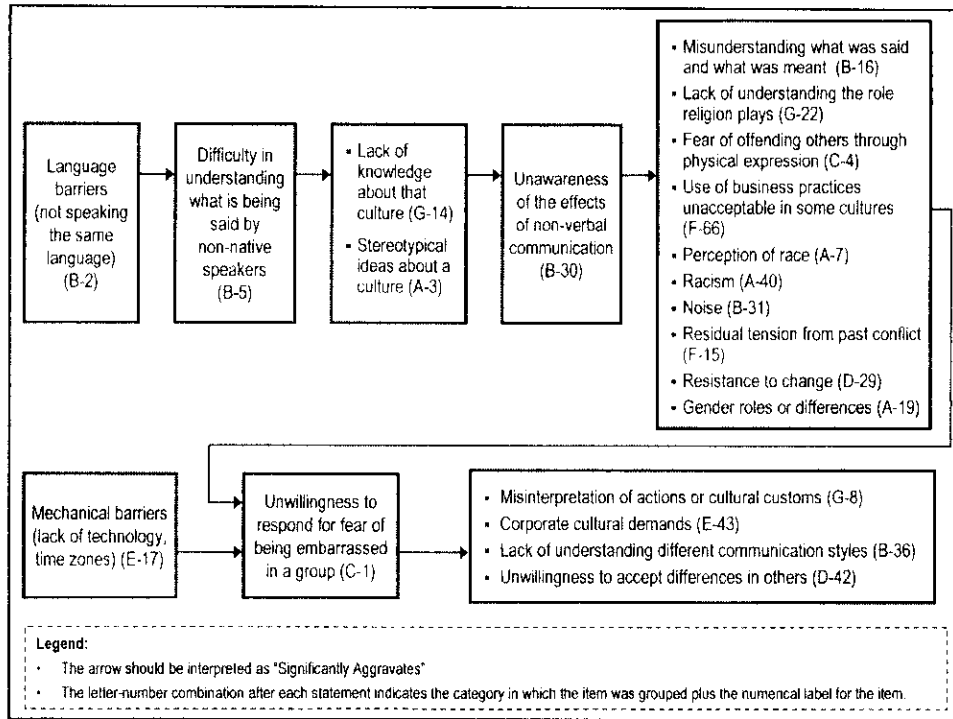 Language
barriers
(not speaking
the same
language)
(B-2)
Difficulty in
understanding
what is being
said by
non-native
speakers
(B-5)
• Lack of
knowledge
about that
culture (G-14)
• Stereotypical
ideas about a
culture (A-3)
Unawareness
of the effects
of non-verbal
communication
(B-30)
• Misunderstanding what was said
and what was meant (B-16)
• Lack of understanding the role
religion plays (G-22)
• Fear of offending others through
physical expression (C-4)
• Use of business practices
unacceptable in some cultures
(F-66)
• Perception of race (A-7)
• Racism (A-40)
• Noise (B-31)
• Residual tension from past conflict
(F-15)
• Resistance to change (D-29)
• Gender roles or differences (A-19)
Mechanical barriers
(lack of technology,
time zones) (E-17)
Unwillingness to
respond for fear of
being embarrassed
in a group (C-1)
• Misinterpretation of actions or cultural customs (G-8)
• Corporate cultural demands (E-43)
• Lack of understanding different communication styles (B-36)
• Unwillingness to accept differences in others (D-42)
Legend:
• The arrow should be interpreted as "Significantly Aggravates"
• The letter-number combination after each statement indicates the category in which the item was grouped plus the numerical label for the item.